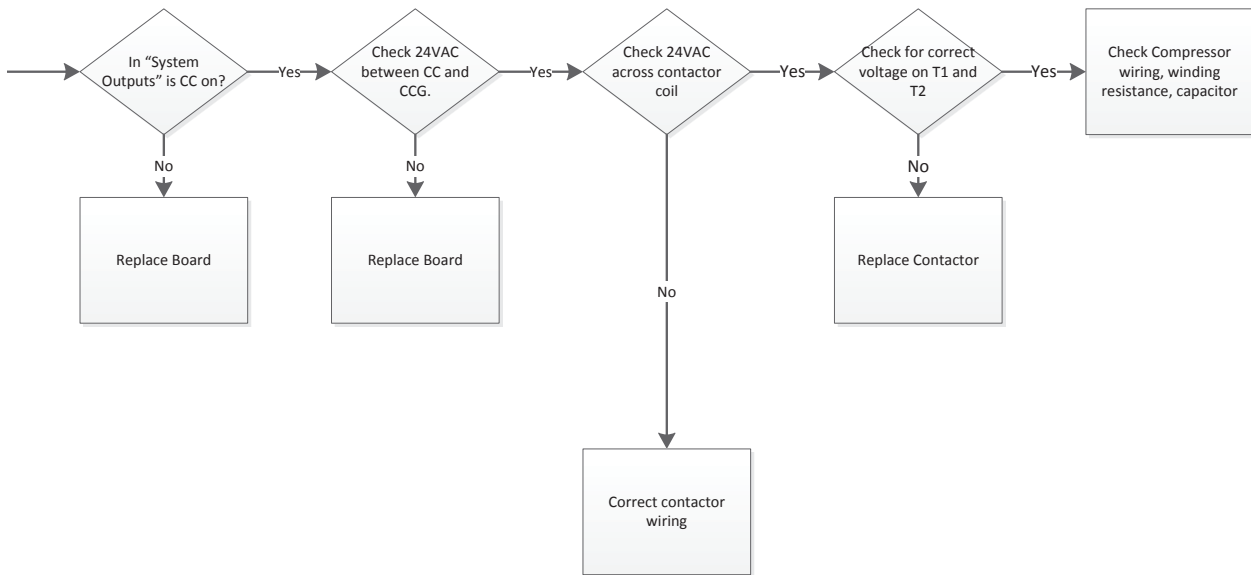 In “System
Outputs” is CC on?
Yes
Check 24VAC
between CC and
CCG.
Yes
Check 24VAC
across contactor
coil
Yes
Check for correct
voltage on T1 and
T2
Yes
Check Compressor
wiring, winding
resistance, capacitor
No
No
No
Replace Board
Replace Board
Replace Contactor
No
Correct contactor
wiring